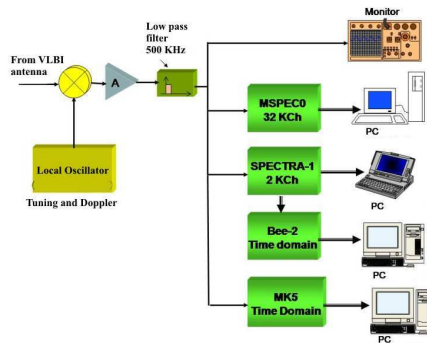 Monitor
Low pass
filter
500 KHz
From VLBI
antenna
A
MSPEC0
32 KCh
PC
Local Oscillator
Tuning and Doppler
SPECTRA-1
2 KCh
PC
Bee-2
Time domain
PC
MK5
Time Domain
PC